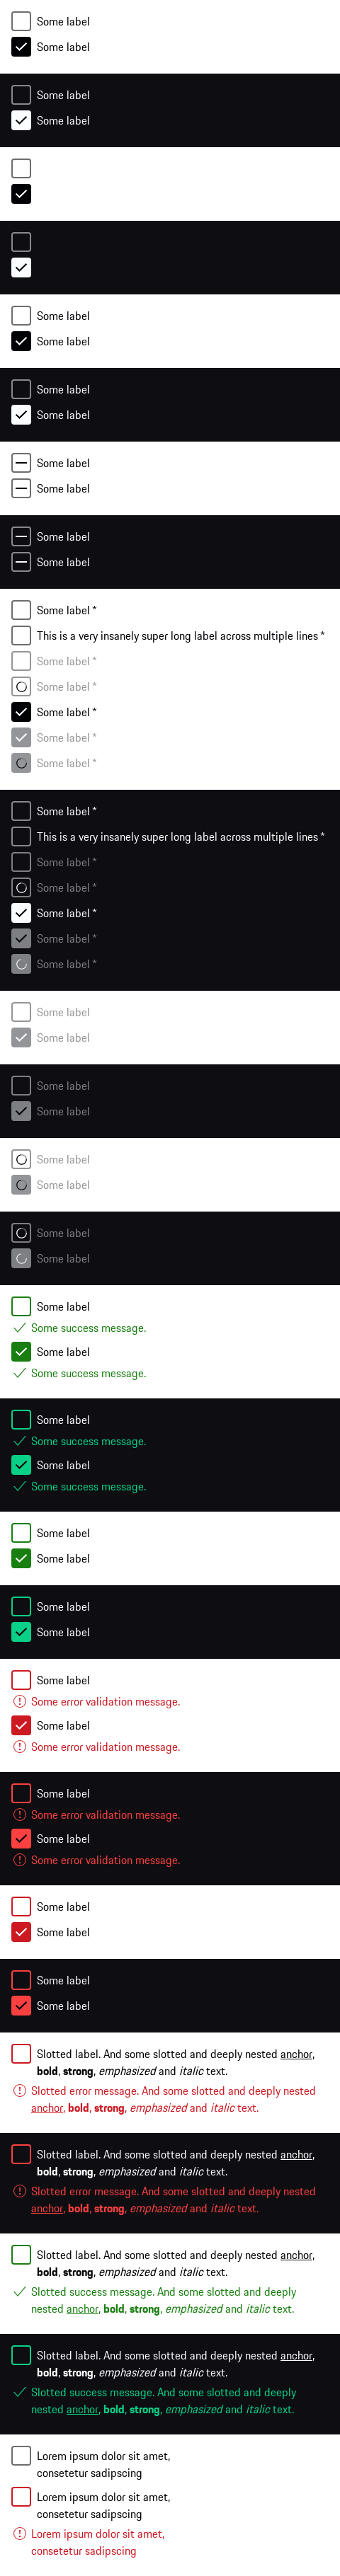 Some label
Some label
Some label
Some label
Some label
Some label
Some label
Some label
Some label
Some label
Some label
Some label
Some label *
This is a very insanely super long label across multiple lines *
Some label *
Some label *
Some label *
Some label *
Some label *
Some label *
This is a very insanely super long label across multiple lines *
Some label *
Some label *
Some label *
Some label *
Some label *
Some label
Some label
Some label
Some label
Some label
Some label
Some label
Some label
Some label
Some success message.
Some label
Some success message.
Some label
Some success message.
Some label
Some success message.
Some label
Some label
Some label
Some label
Some label
Some error validation message.
Some label
Some error validation message.
Some label
Some error validation message.
Some label
Some error validation message.
Some label
Some label
Some label
Some label
Slotted label. And some slotted and deeply nested anchor,
bold, strong, emphasized and italic text.
Slotted error message. And some slotted and deeply nested
anchor, bold, strong, emphasized and italic text.
Slotted label. And some slotted and deeply nested anchor,
bold, strong, emphasized and italic text.
Slotted error message. And some slotted and deeply nested
anchor, bold, strong, emphasized and italic text.
Slotted label. And some slotted and deeply nested anchor,
bold, strong, emphasized and italic text.
Slotted success message. And some slotted and deeply
nested anchor, bold, strong, emphasized and italic text.
Slotted label. And some slotted and deeply nested anchor,
bold, strong, emphasized and italic text.
Slotted success message. And some slotted and deeply
nested anchor, bold, strong, emphasized and italic text.
Lorem ipsum dolor sit amet,
consetetur sadipscing
Lorem ipsum dolor sit amet,
consetetur sadipscing
Lorem ipsum dolor sit amet,
consetetur sadipscing